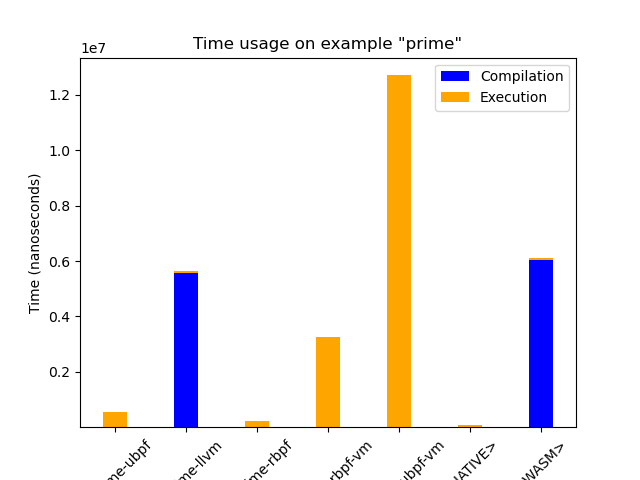 Time usage on example "prime"
1e7
Compilation
Execution
1.2
1.0
0.8
0.6
0.4
0.2
Time (nanoseconds)
me-ubpf
me-llvm
me-rbpf
rbpf-vm
ubpf-vm
NATIVE>
WASM>